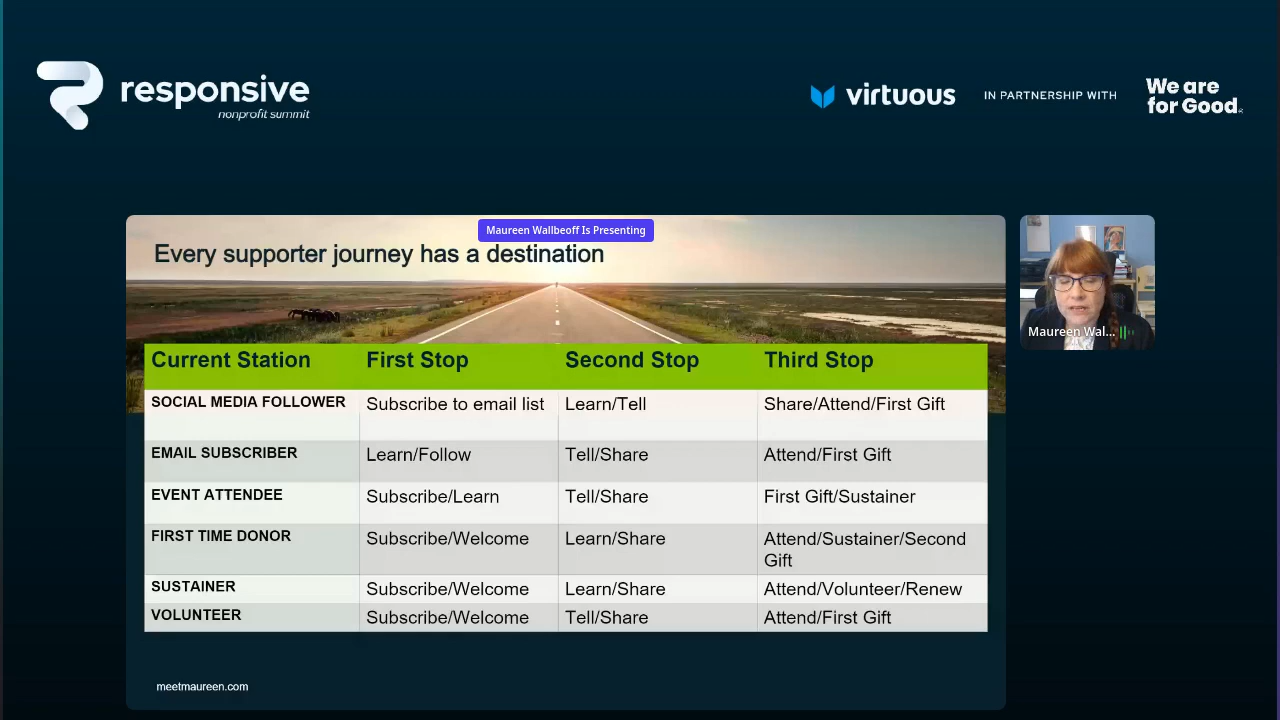 responsive
nonprofit summit
virtuous
IN PARTNERSHIP WITH
We are
for Good.
Maureen Wallbeoff Is Presenting
Every supporter journey has a destination
Maureen Wal...
Current Station First Stop Second Stop Third Stop
SOCIAL MEDIA FOLLOWER Subscribe to email list Learn/Tell Share/Attend/First Gift
EMAIL SUBSCRIBER Learn/Follow Tell/Share Attend/First Gift
EVENT ATTENDEE Subscribe/Learn Tell/Share First Gift/Sustainer
FIRST TIME DONOR Subscribe/Welcome Learn/Share Attend/Sustainer/Second
Gift
SUSTAINER Subscribe/Welcome Learn/Share Attend/Volunteer/Renew
VOLUNTEER Subscribe/Welcome Tell/Share Attend/First Gift
meetmaureen.com